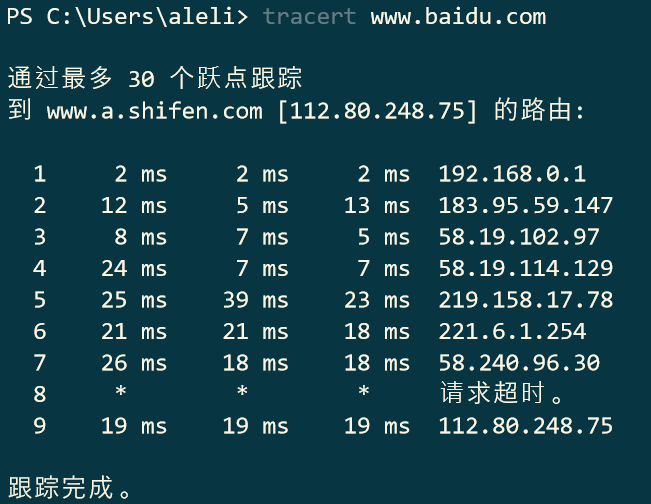 PS C:\Users\aleli> tracert www.baidu.com
通过最多 30 个跃点跟踪
到 www.a.shifen.com [112.80.248.75] 的路由:
1 2 ms 2 ms 2 ms 192.168.0.1
2 12 ms 5 ms 13 ms 183.95.59.147
3 8 ms 7 ms 5 ms 58.19.102.97
4 24 ms 7 ms 7 ms 58.19.114.129
5 25 ms 39 ms 23 ms 219.158.17.78
6 21 ms 21 ms 18 ms 221.6.1.254
7 26 ms 18 ms 18 ms 58.240.96.30
8 * * * 请求超时。
9 19 ms 19 ms 19 ms 112.80.248.75
跟踪完成。